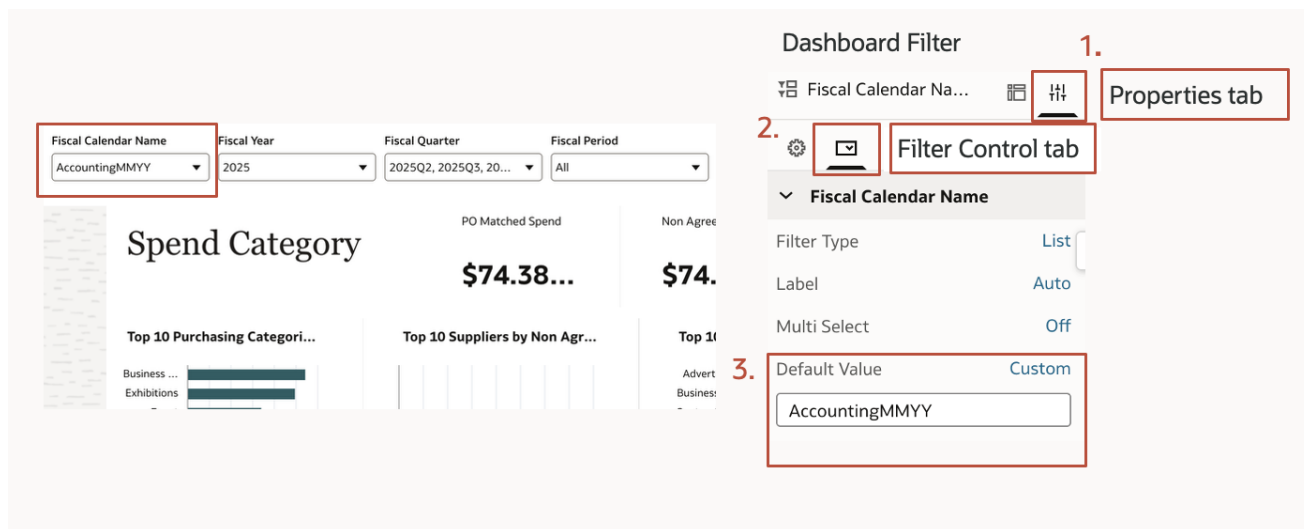 Dashboard Filter
1.
Fiscal Calendar Na...
Properties tab
2.
Filter Control tab
Fiscal Calendar Name
Filter Type List
Label Auto
Multi Select Off
3.
Default Value Custom
AccountingMMYY
Fiscal Calendar Name Fiscal Year Fiscal Quarter Fiscal Period
AccountingMMYY 2025 2025Q2, 2025Q3, 20... All
Spend Category
PO Matched Spend Non Agree
$74.38... $74.
Top 10 Purchasing Categori... Top 10 Suppliers by Non Agr... Top 10
Business ... Advert
Exhibitions Busines